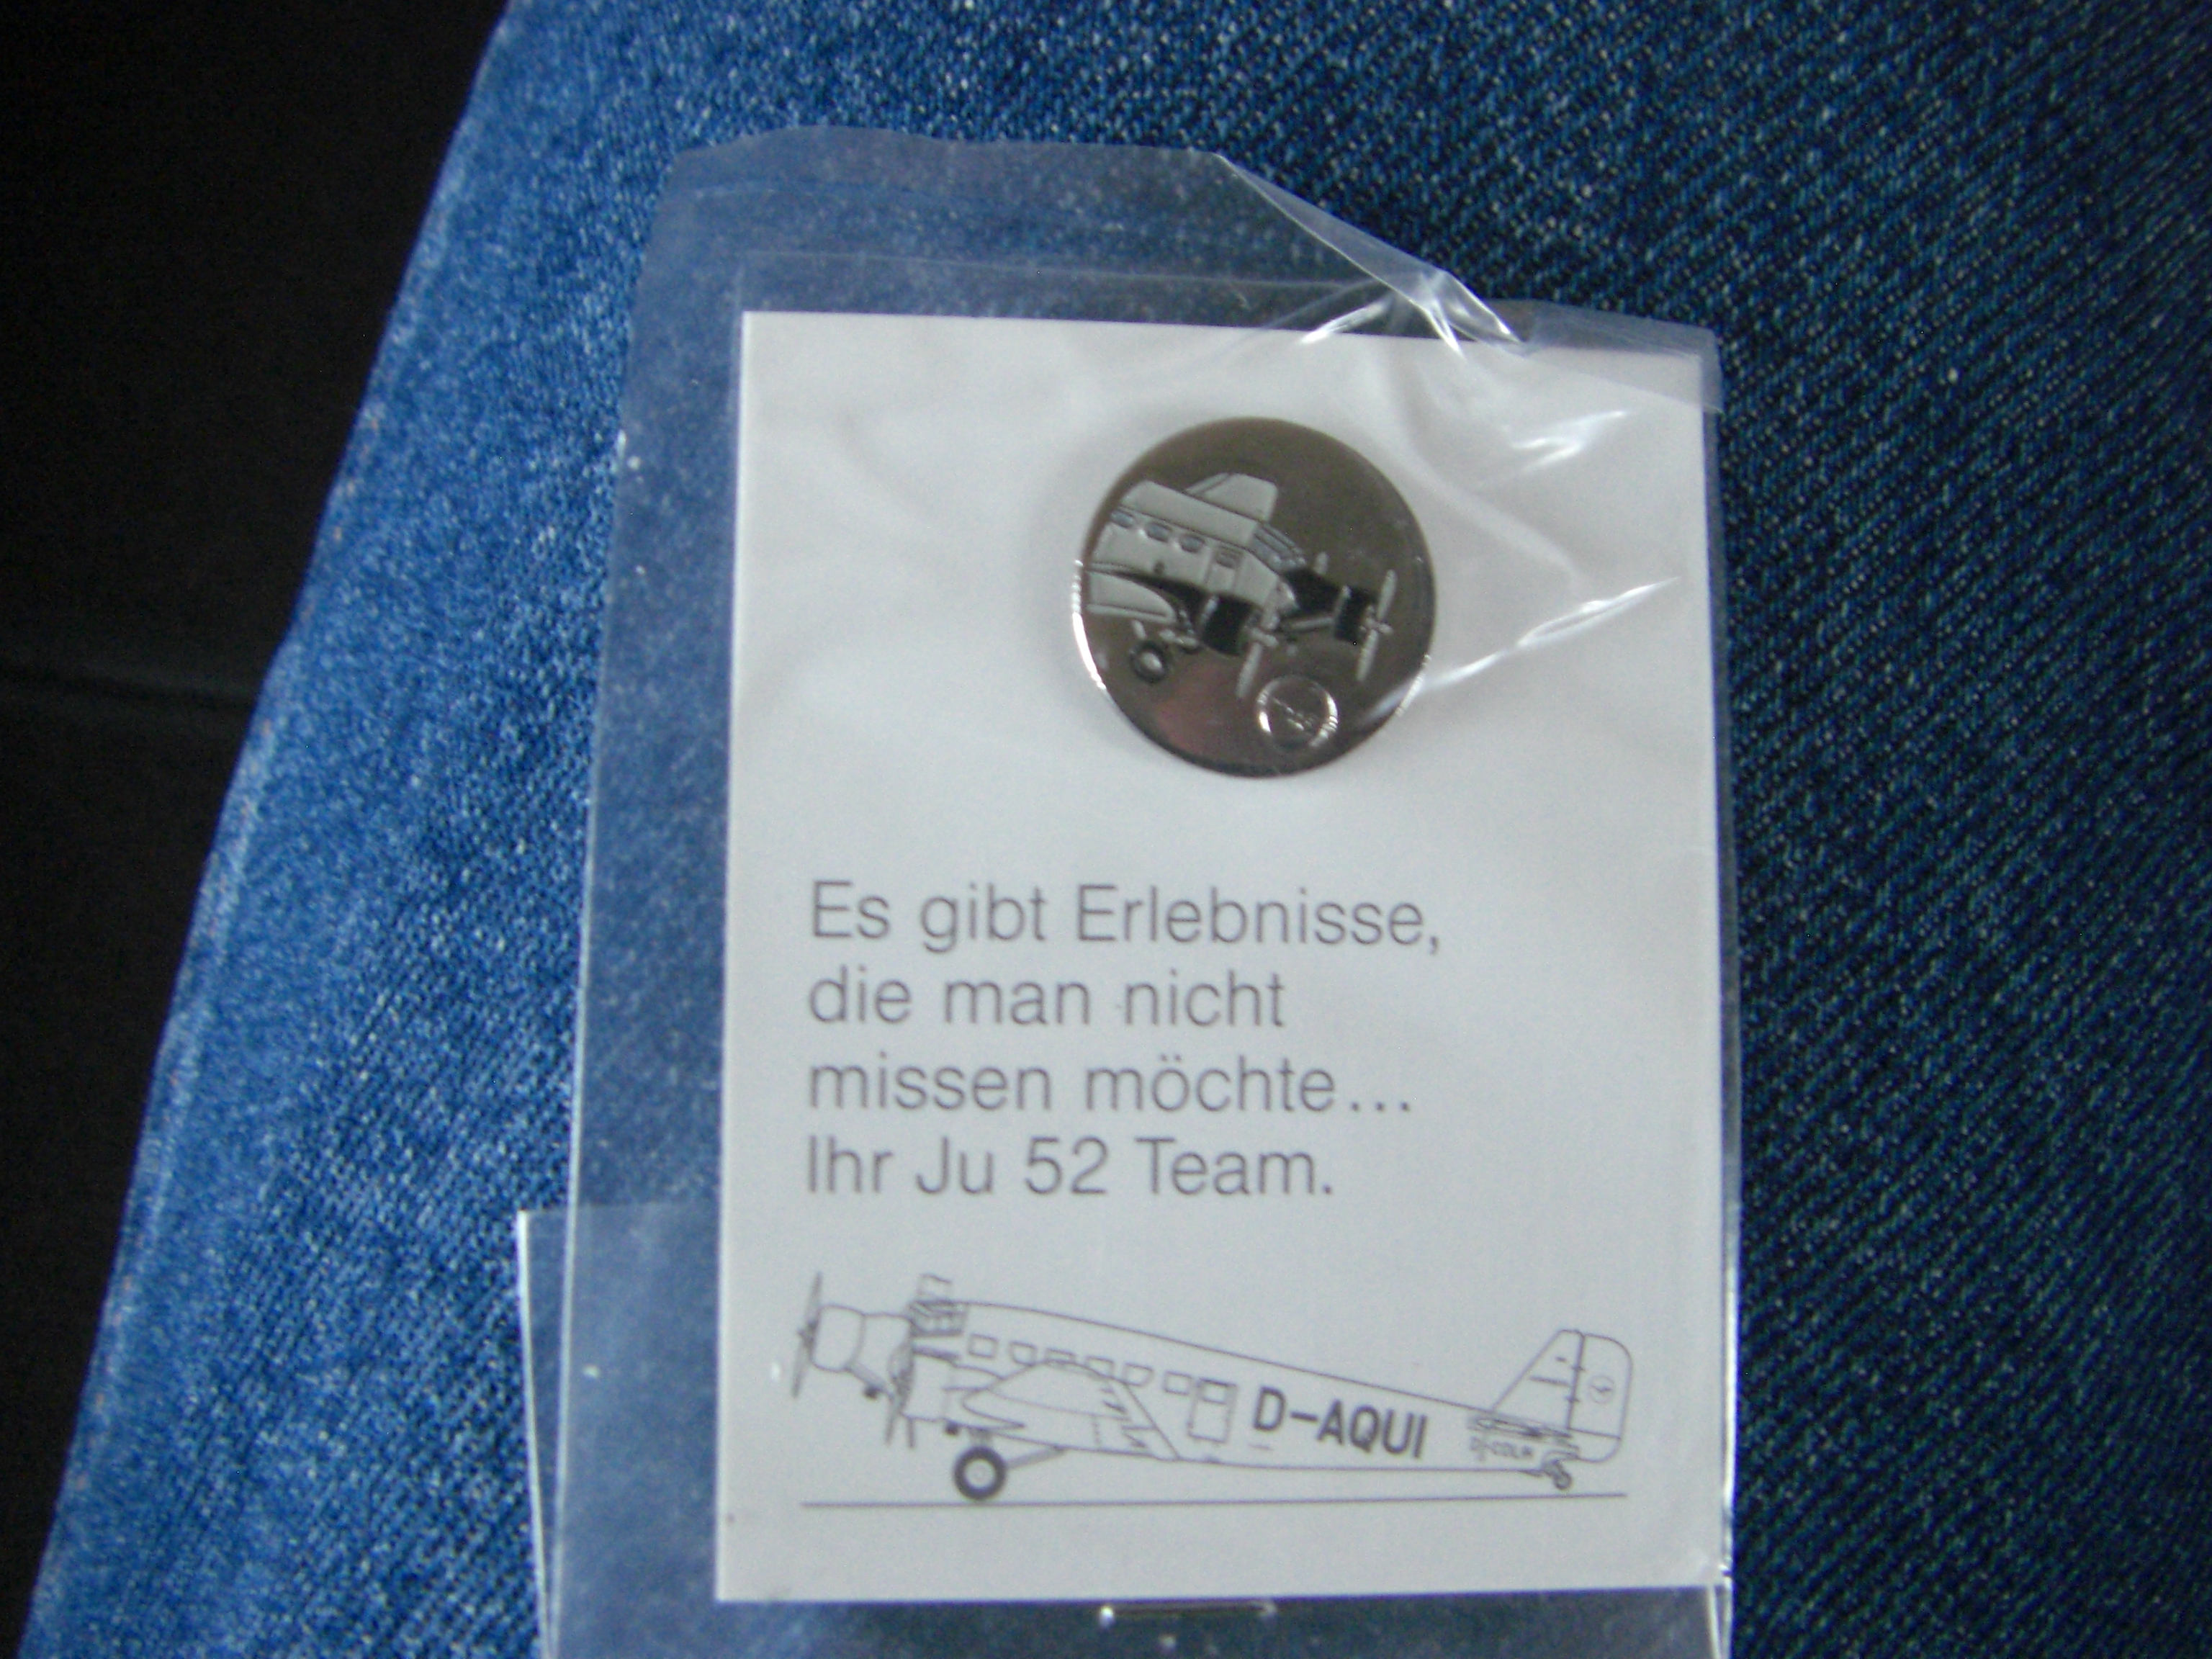 Es gibt Erlebnisse,
die man nicht
missen möchte...
Ihr Ju 52 Team.
D-AQUI